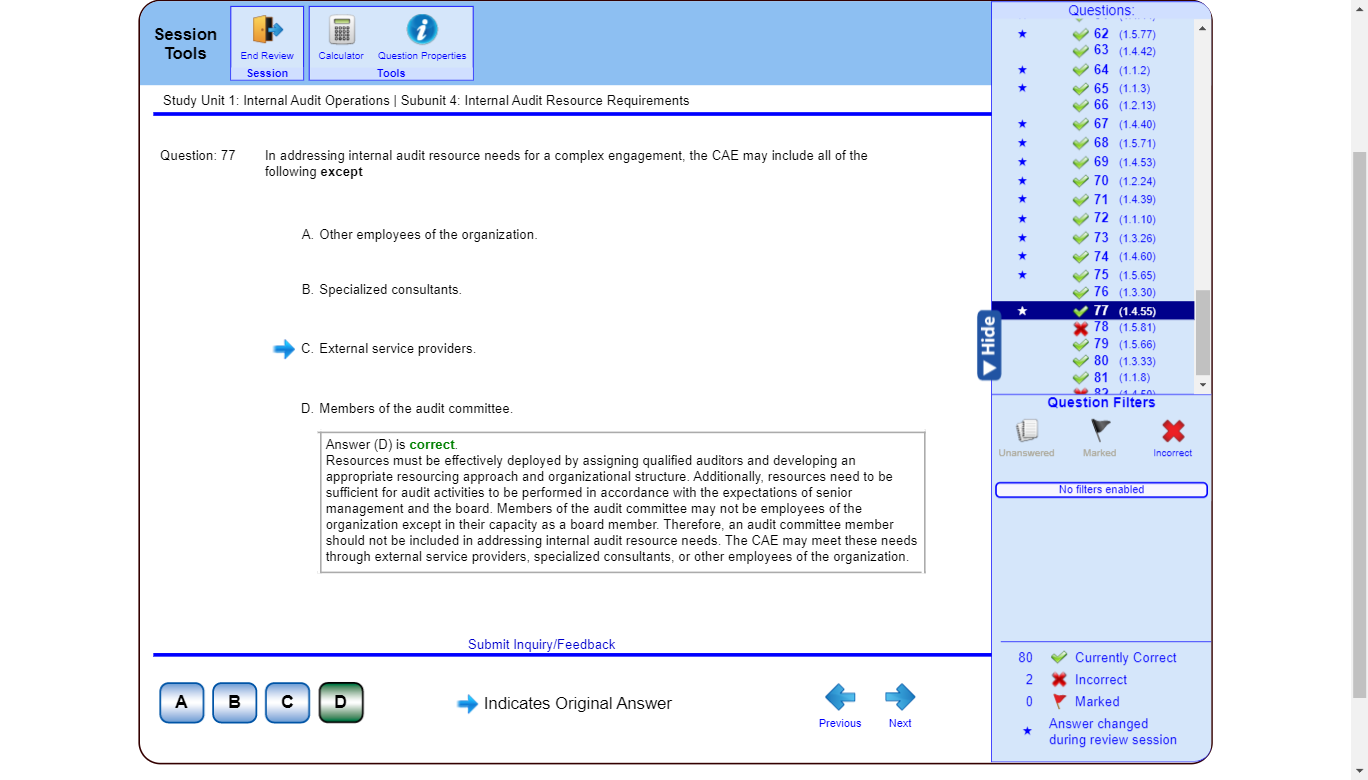 Session
Tools
End Review
Session
Calculator
Question Properties
Tools
Study Unit 1: Internal Audit Operations | Subunit 4: Internal Audit Resource Requirements
Question: 77
In addressing internal audit resource needs for a complex engagement, the CAE may include all of the
following except
A. Other employees of the organization.
B. Specialized consultants.
C. External service providers.
D. Members of the audit committee.
Answer (D) is correct.
Resources must be effectively deployed by assigning qualified auditors and developing an
appropriate resourcing approach and organizational structure. Additionally, resources need to be
sufficient for audit activities to be performed in accordance with the expectations of senior
management and the board. Members of the audit committee may not be employees of the
organization except in their capacity as a board member. Therefore, an audit committee member
should not be included in addressing internal audit resource needs. The CAE may meet these needs
through external service providers, specialized consultants, or other employees of the organization.
Submit Inquiry/Feedback
A
B
C
D
Indicates Original Answer
Previous
Next
Questions:
62 (1.5.77)
63 (1.4.42)
64 (1.1.2)
65 (1.1.3)
66 (1.2.13)
67 (1.4.40)
68 (1.5.71)
69 (1.4.53)
70 (1.2.24)
71 (1.4.39)
72 (1.1.10)
73 (1.3.26)
74 (1.4.60)
75 (1.5.65)
76 (1.3.30)
77 (1.4.55)
78 (1.5.81)
79 (1.5.66)
80 (1.3.33)
81 (1.1.8)
82
Hide
Question Filters
Unanswered
Marked
Incorrect
No filters enabled
80 Currently Correct
2 Incorrect
0 Marked
Answer changed
during review session